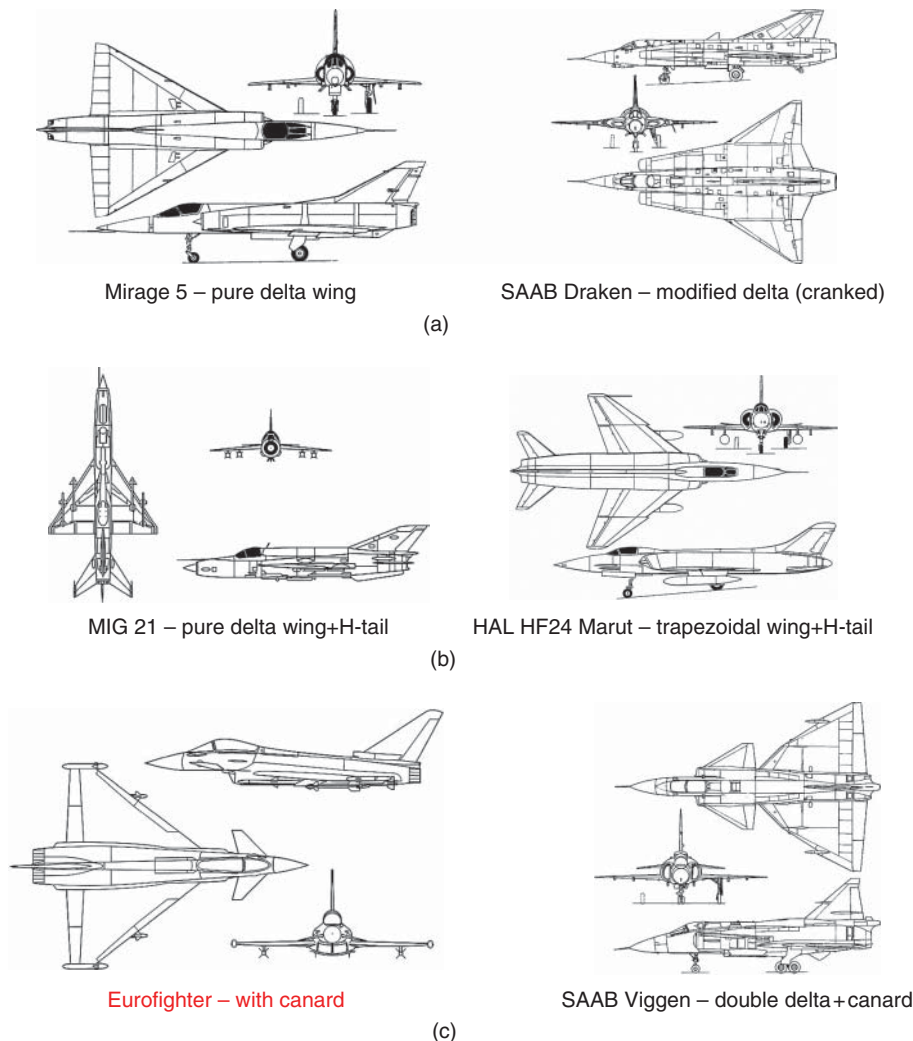 Mirage 5 – pure delta wing
SAAB Draken – modified delta (cranked)
(a)
MIG 21 – pure delta wing+H-tail
HAL HF24 Marut – trapezoidal wing+H-tail
(b)
Eurofighter – with canard
SAAB Viggen – double delta+canard
(c)